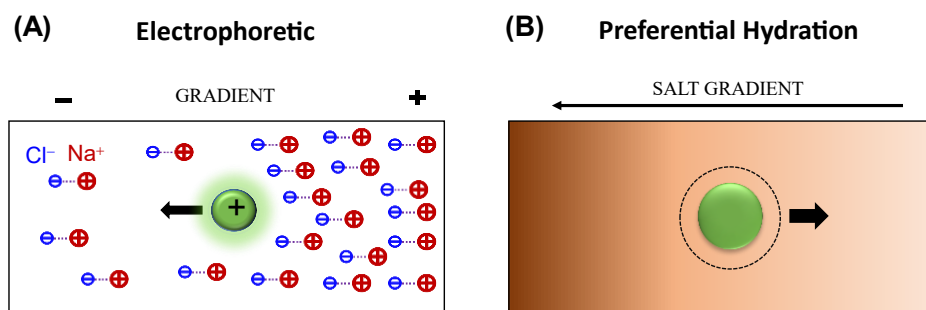 (A) Electrophoretic
− GRADIENT +
Cl⁻ Na⁺
+
(B) Preferential Hydration
SALT GRADIENT